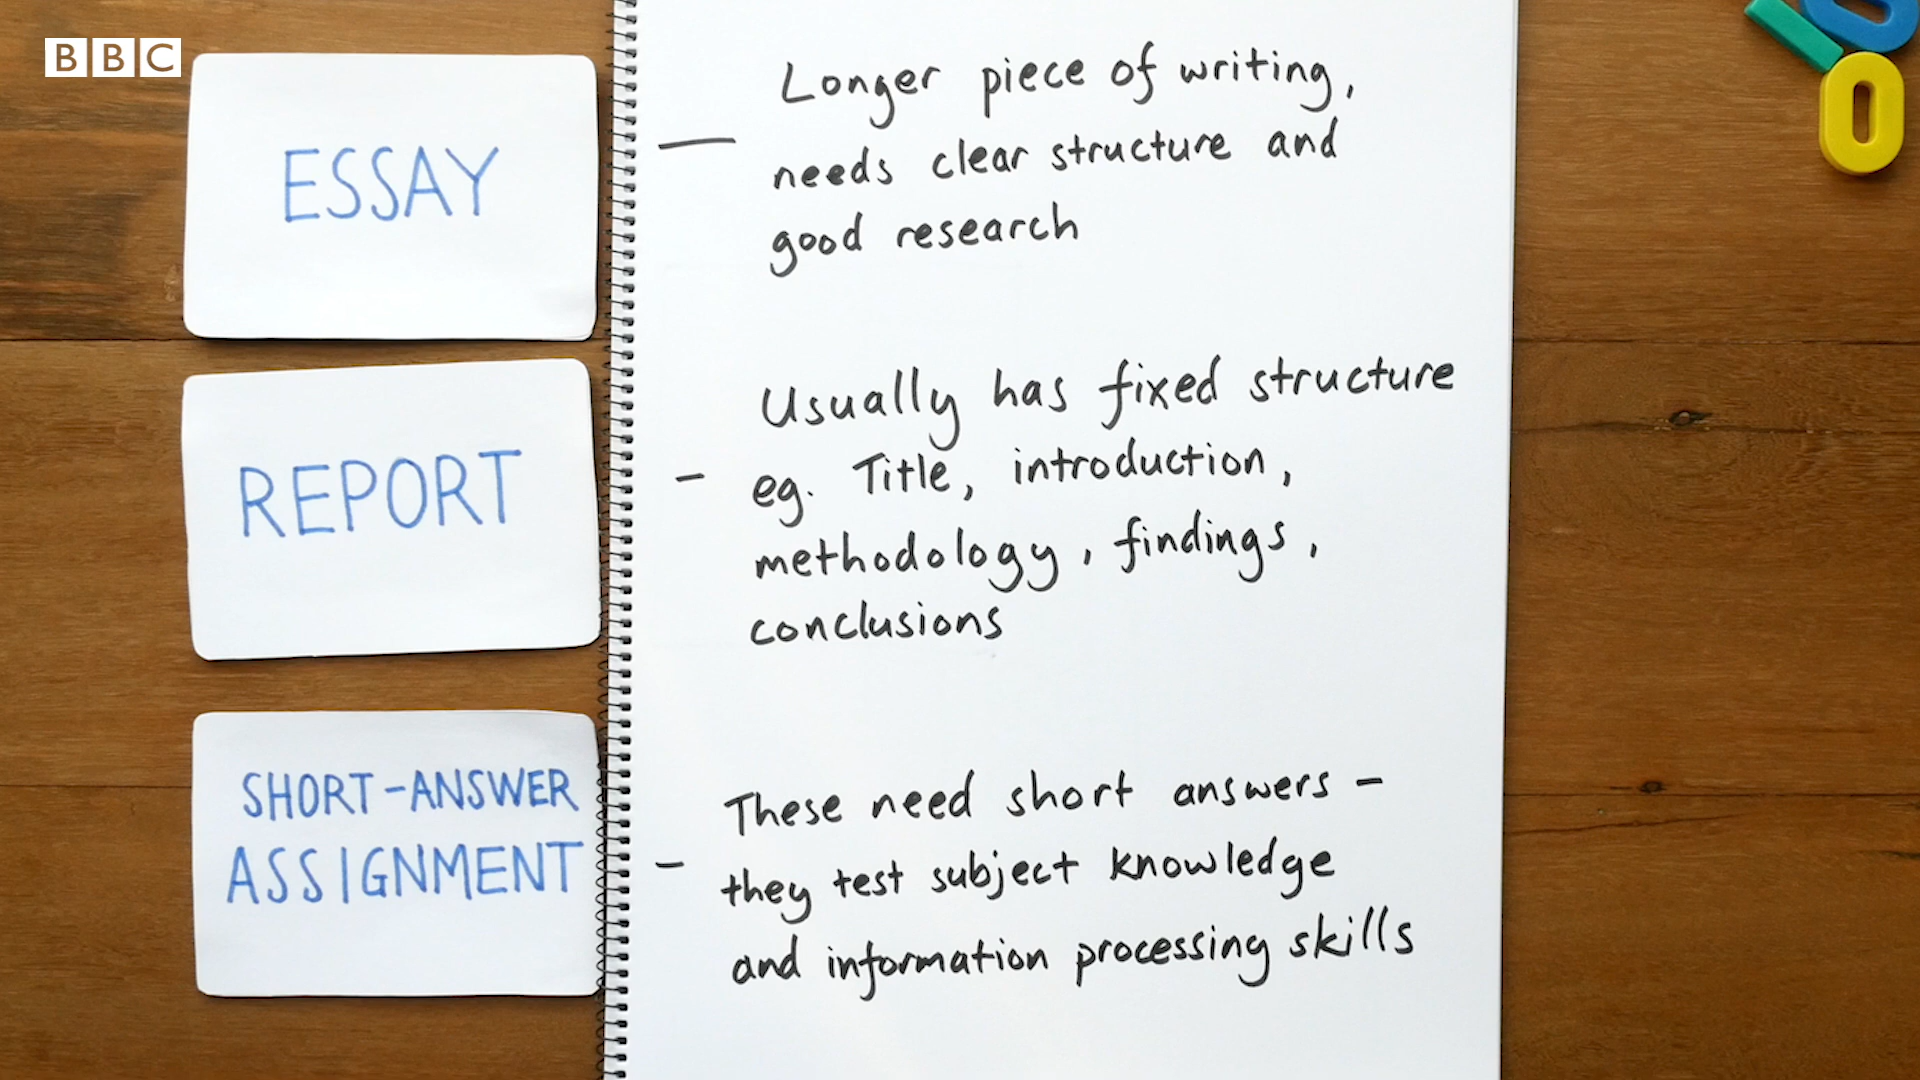 BBC
ESSAY
— Longer piece of writing,
needs clear structure and
good research
REPORT
Usually has fixed structure
- eg. Title, introduction,
methodology, findings,
conclusions
SHORT-ANSWER
ASSIGNMENT
These need short answers -
- they test subject knowledge
and information processing skills